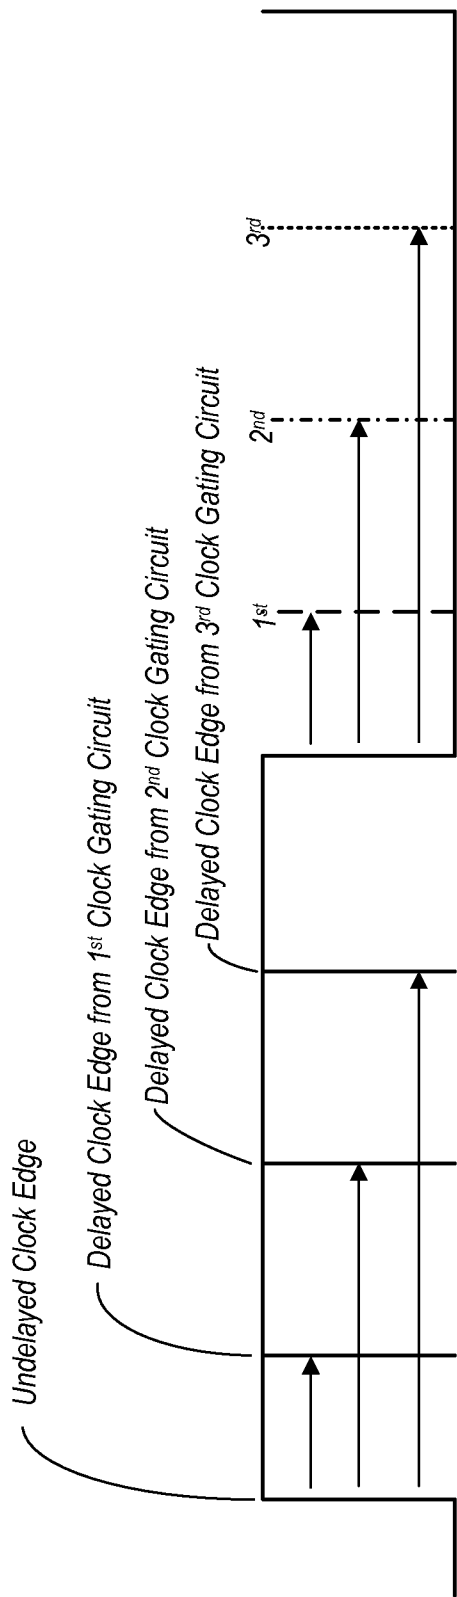 Undelayed Clock Edge
Delayed Clock Edge from 1st Clock Gating Circuit
Delayed Clock Edge from 2nd Clock Gating Circuit
Delayed Clock Edge from 3rd Clock Gating Circuit
1st
2nd
3rd